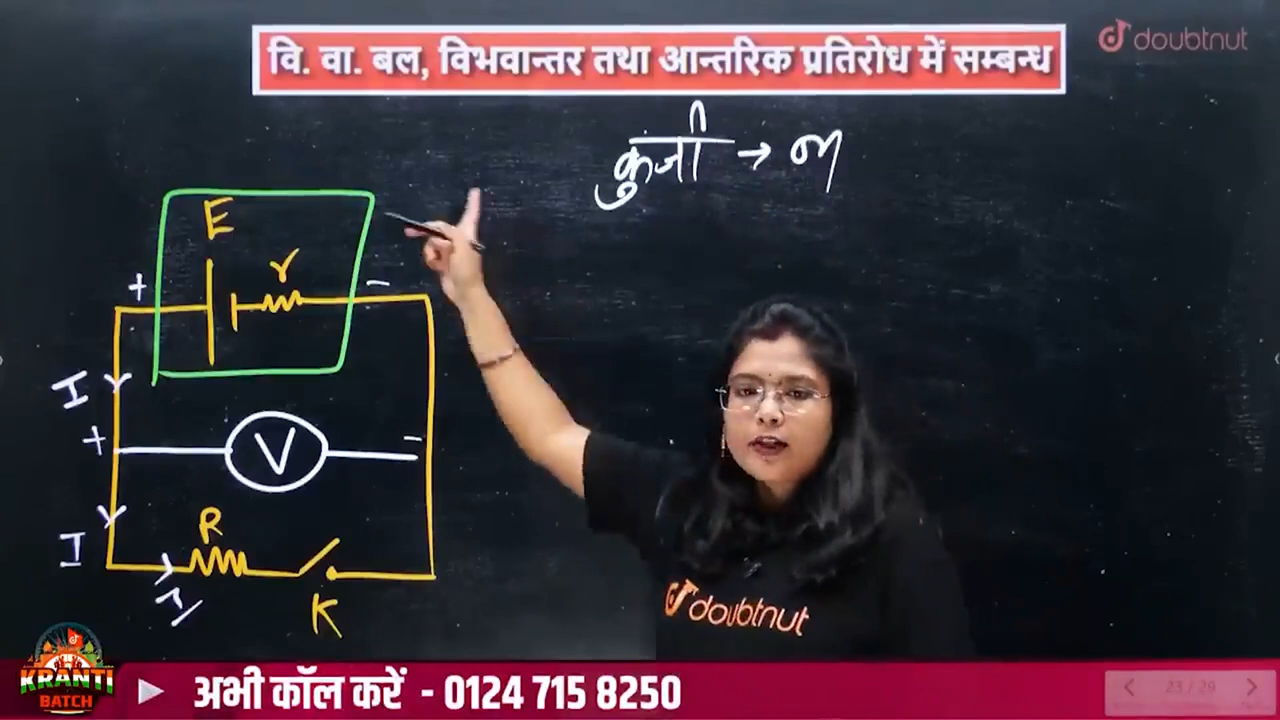 वि. वा. बल, विभवान्तर तथा आन्तरिक प्रतिरोध में सम्बन्ध
doubtnut
कुंजी →
E
r
+ -
I
+ V -
I
R
I
K
doubtnut
KRANTI
BATCH
अभी कॉल करें - 0124 715 8250
23 / 29